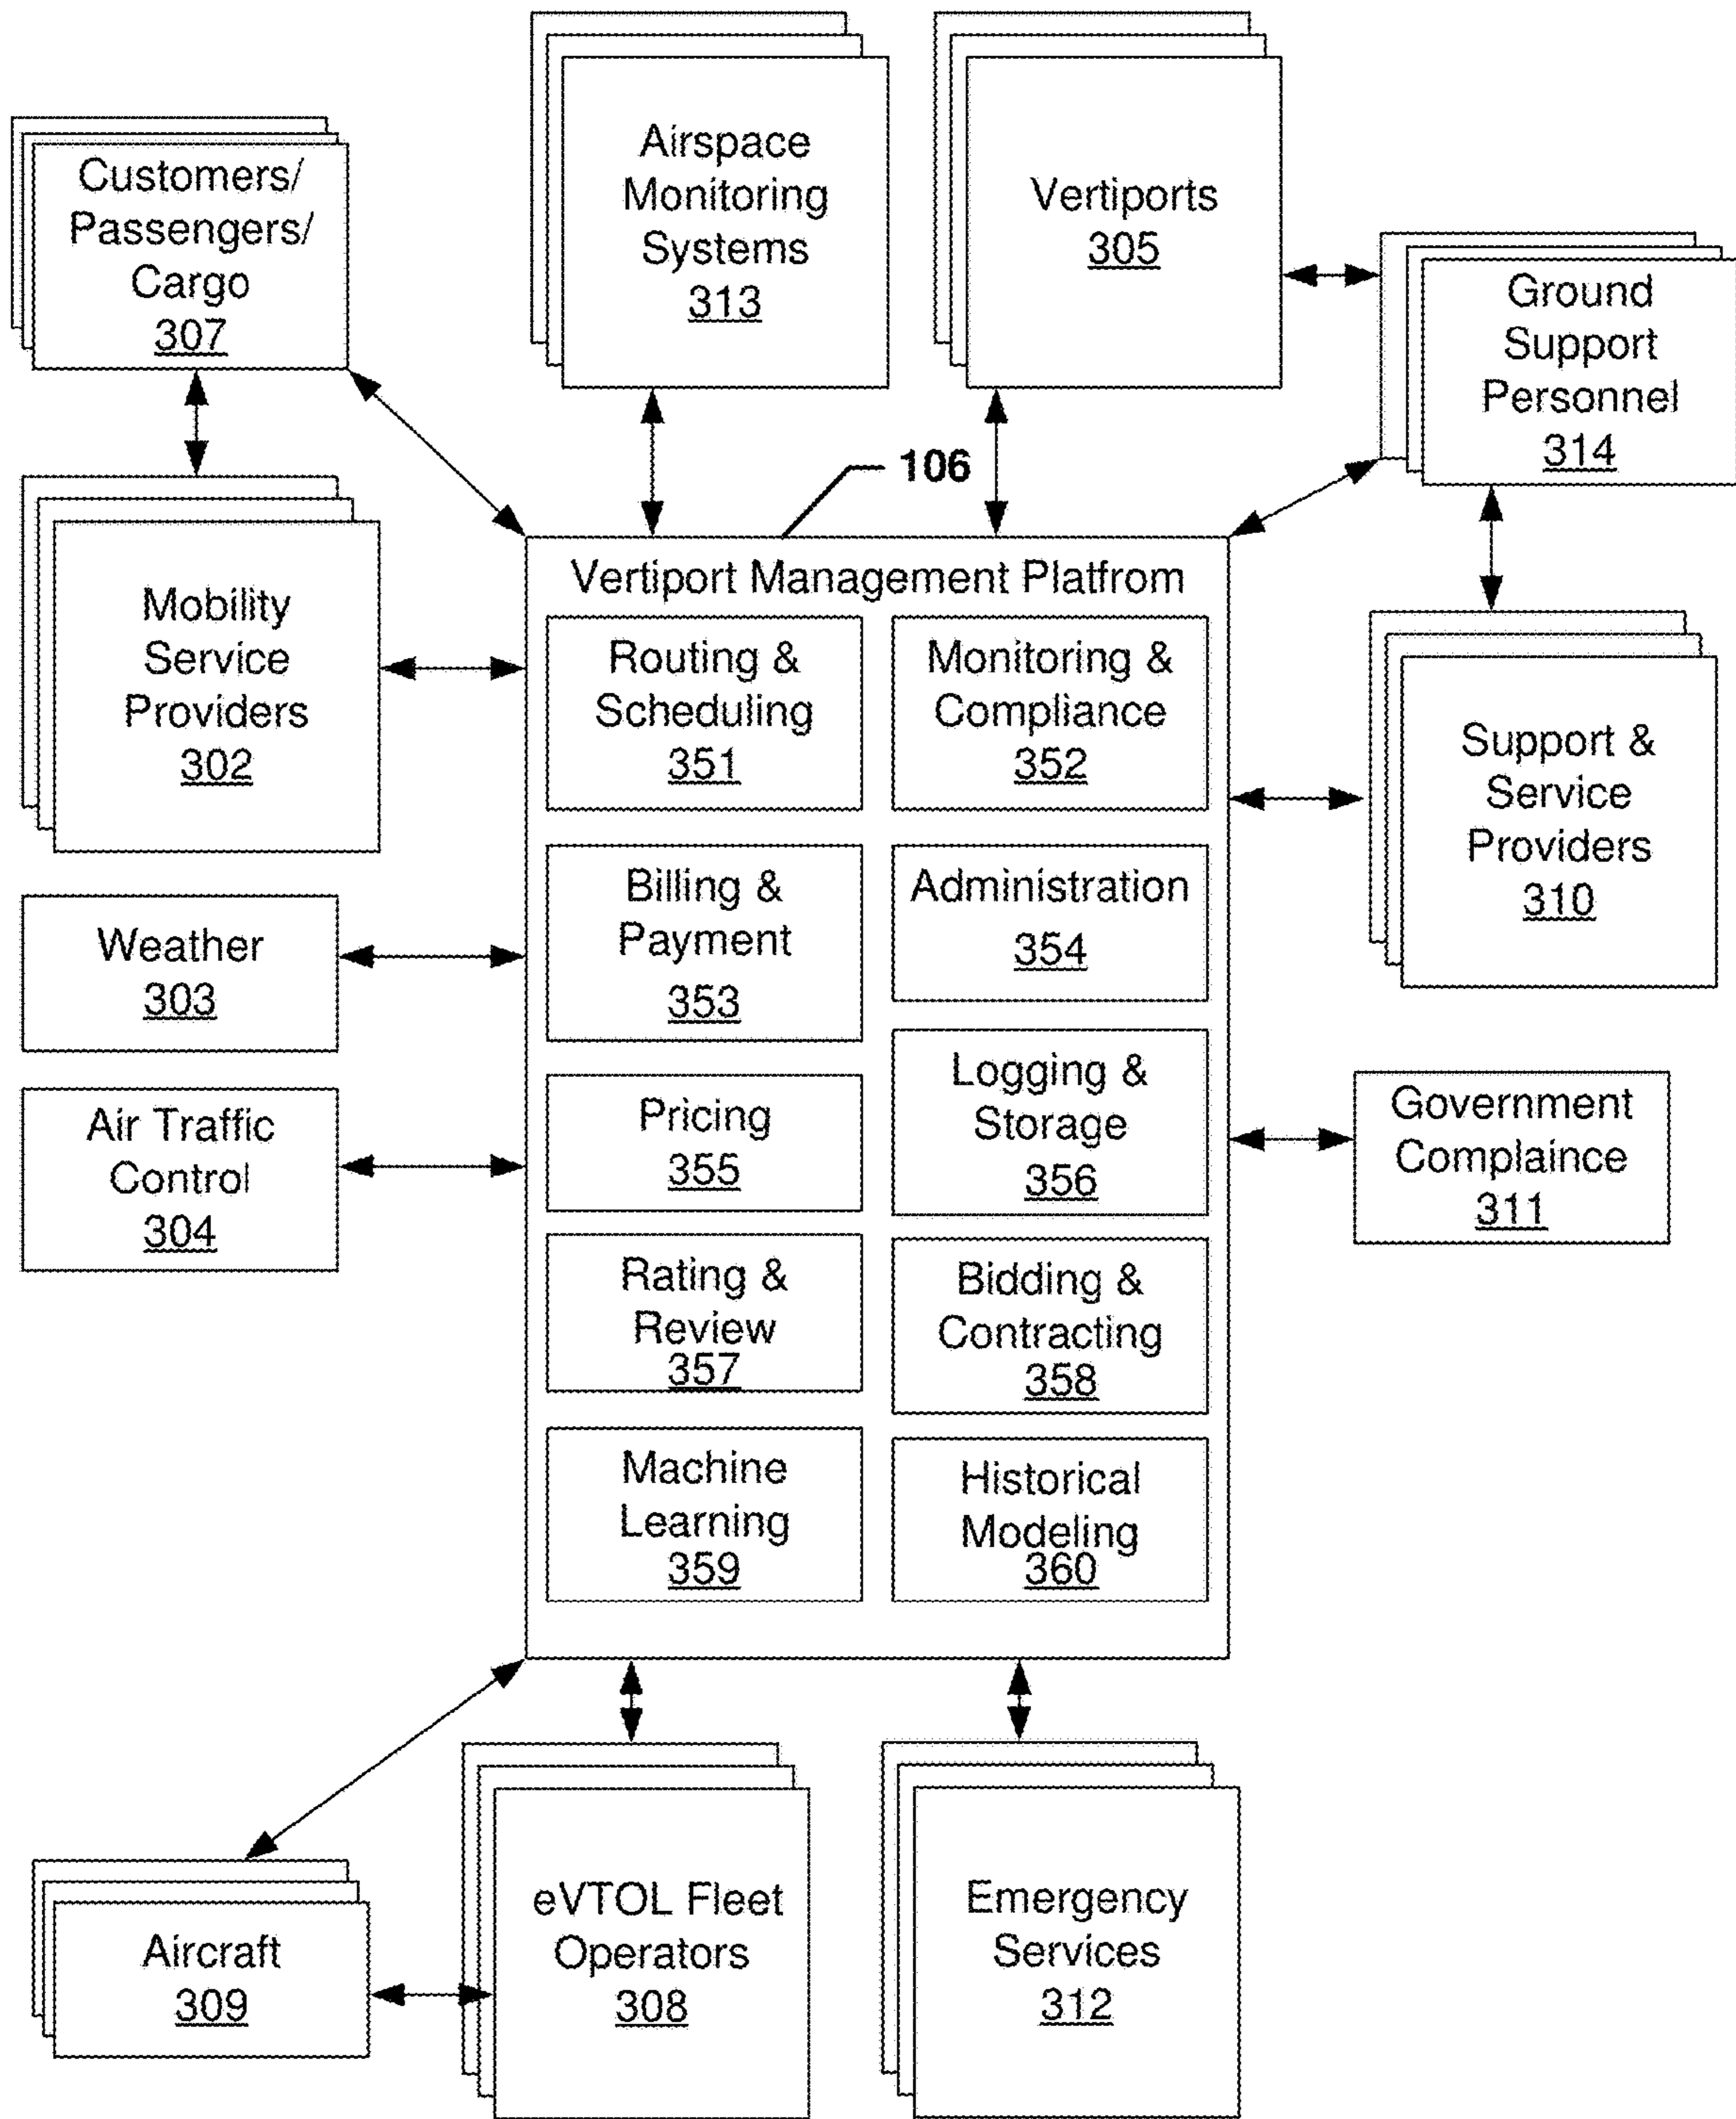 Customers/
Passengers/
Cargo
307
Airspace
Monitoring
Systems
313
Vertiports
305
Ground
Support
Personnel
314
106
Mobility
Service
Providers
302
Vertiport Management Platfrom
Routing &
Scheduling
351
Monitoring &
Compliance
352
Support &
Service
Providers
310
Billing &
Payment
353
Administration
354
Weather
303
Air Traffic
Control
304
Pricing
355
Logging &
Storage
356
Government
Complaince
311
Rating &
Review
357
Bidding &
Contracting
358
Machine
Learning
359
Historical
Modeling
360
Aircraft
309
eVTOL Fleet
Operators
308
Emergency
Services
312